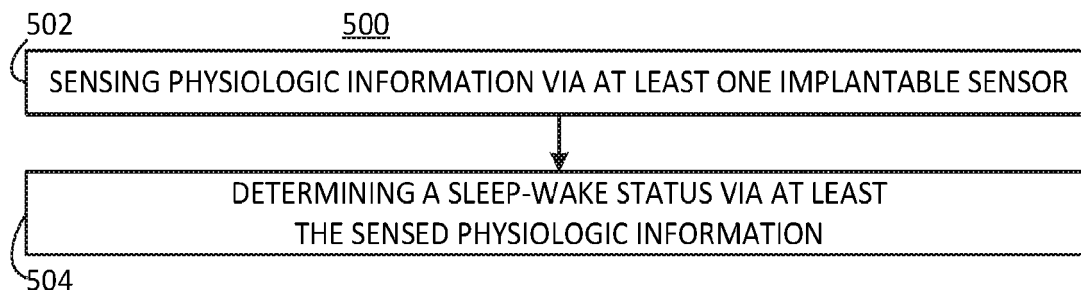 502
500
SENSING PHYSIOLOGIC INFORMATION VIA AT LEAST ONE IMPLANTABLE SENSOR
DETERMINING A SLEEP-WAKE STATUS VIA AT LEAST
THE SENSED PHYSIOLOGIC INFORMATION
504